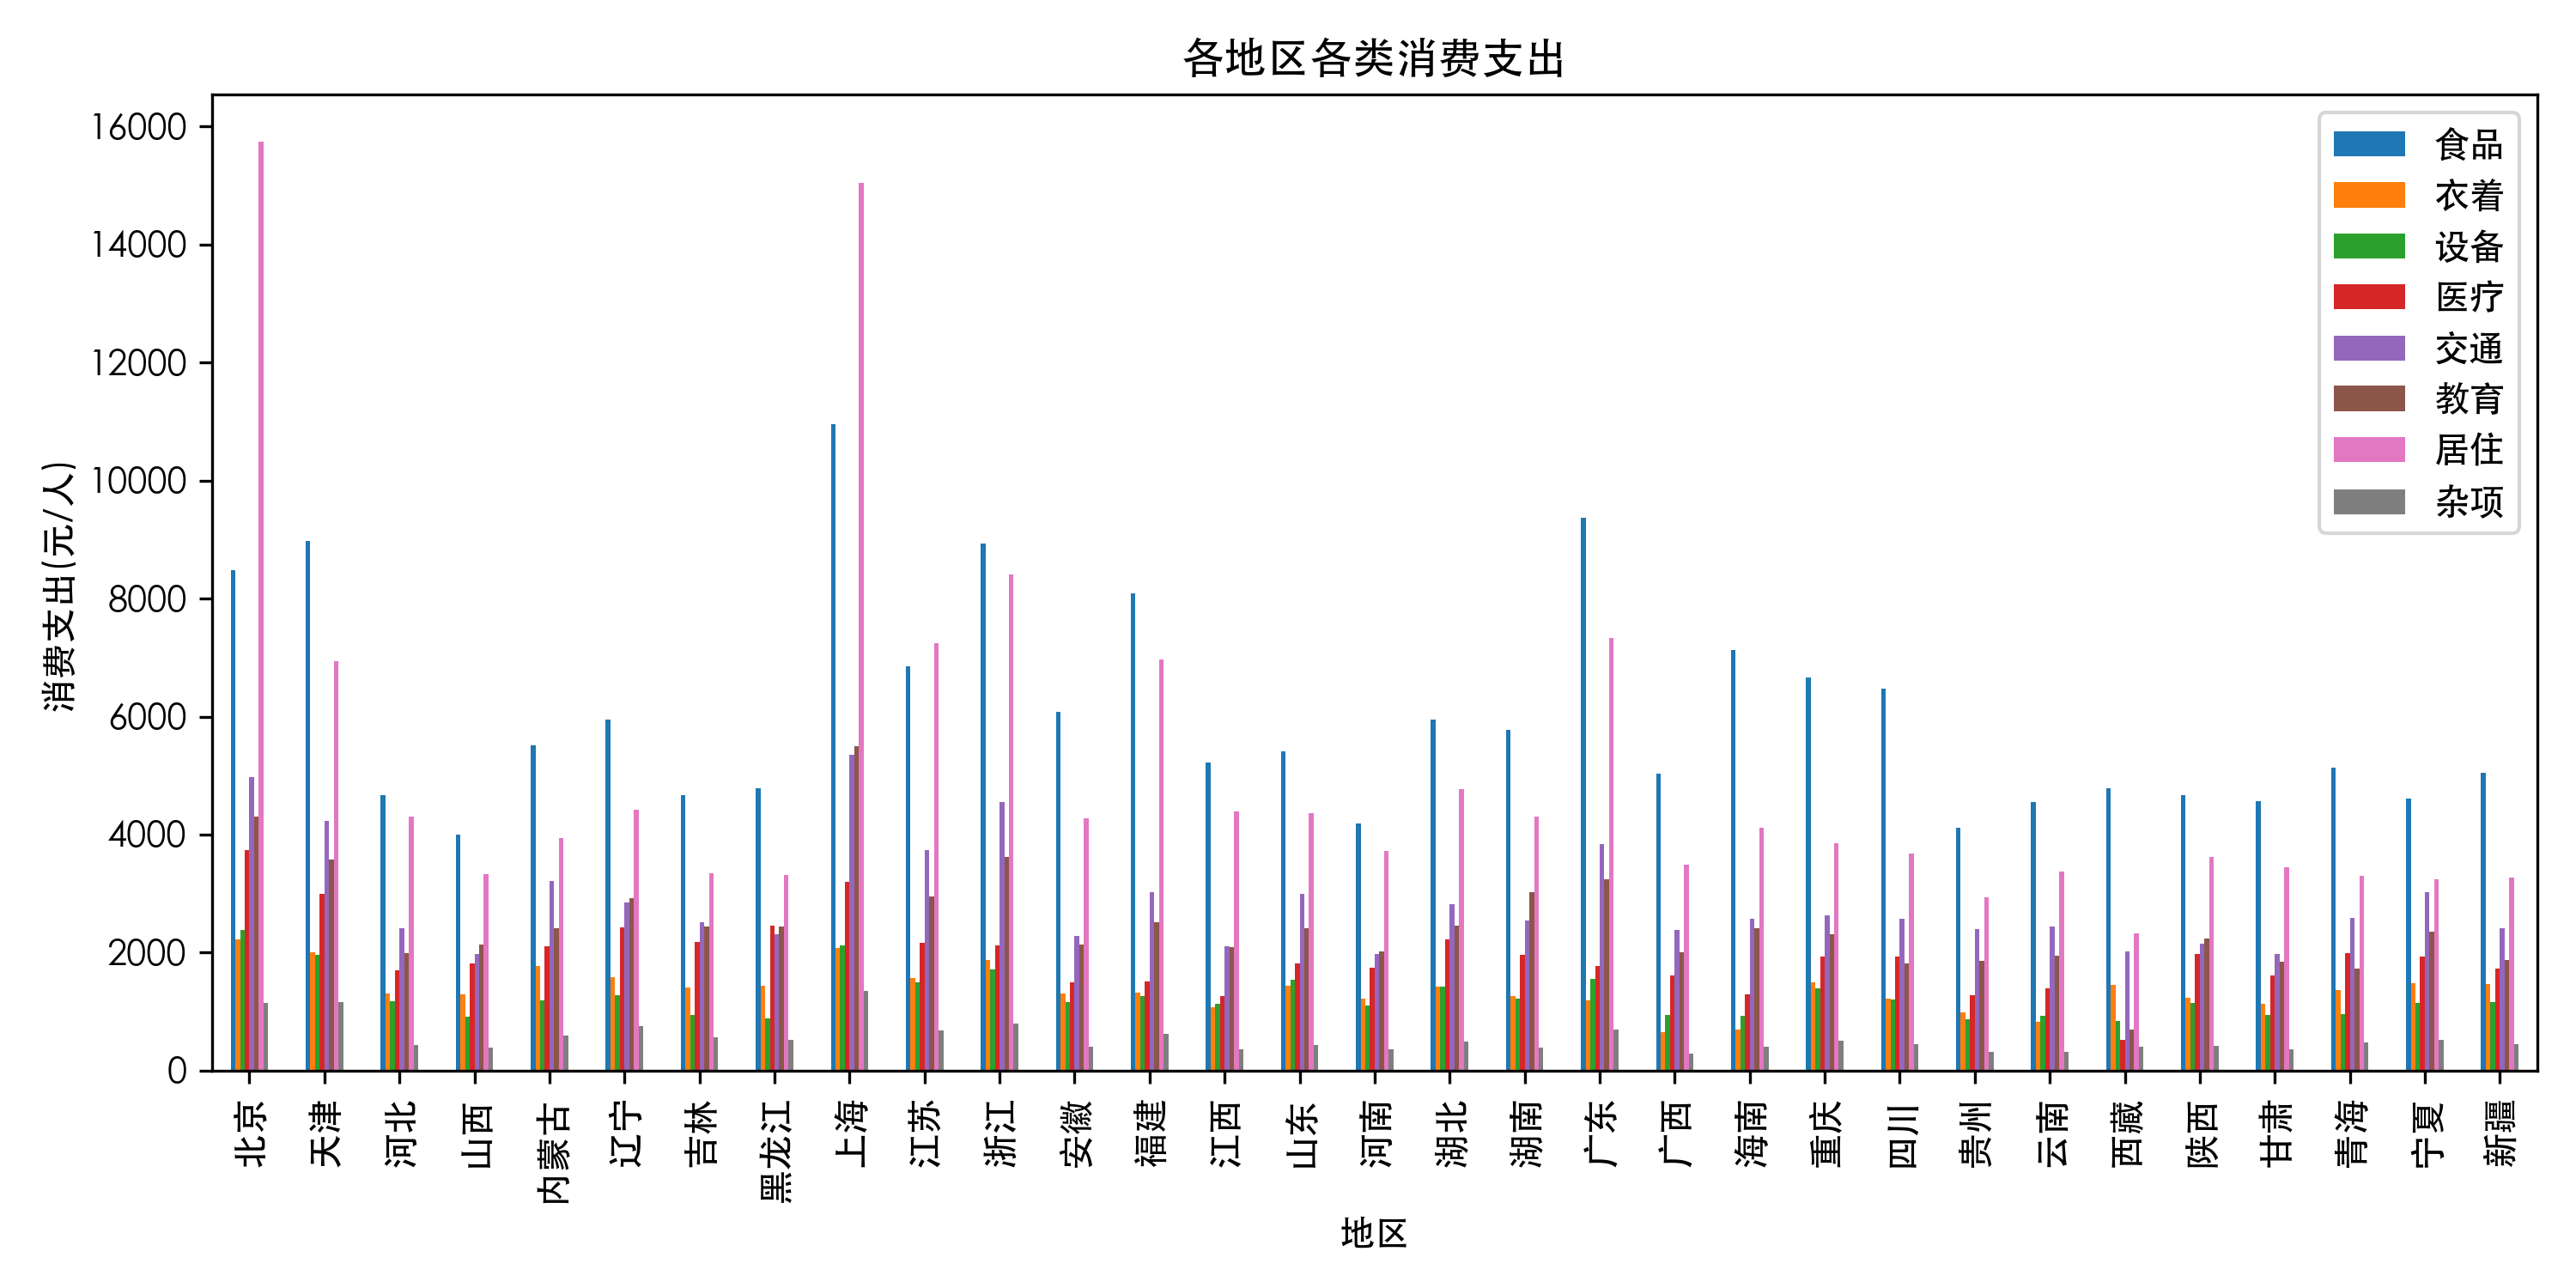 各地区各类消费支出
消费支出(元/人)
16000
14000
12000
10000
8000
6000
4000
2000
0
食品
衣着
设备
医疗
交通
教育
居住
杂项
北京
天津
河北
山西
内蒙古
辽宁
吉林
黑龙江
上海
江苏
浙江
安徽
福建
江西
山东
河南
湖北
湖南
广东
广西
海南
重庆
四川
贵州
云南
西藏
陕西
甘肃
青海
宁夏
新疆
地区